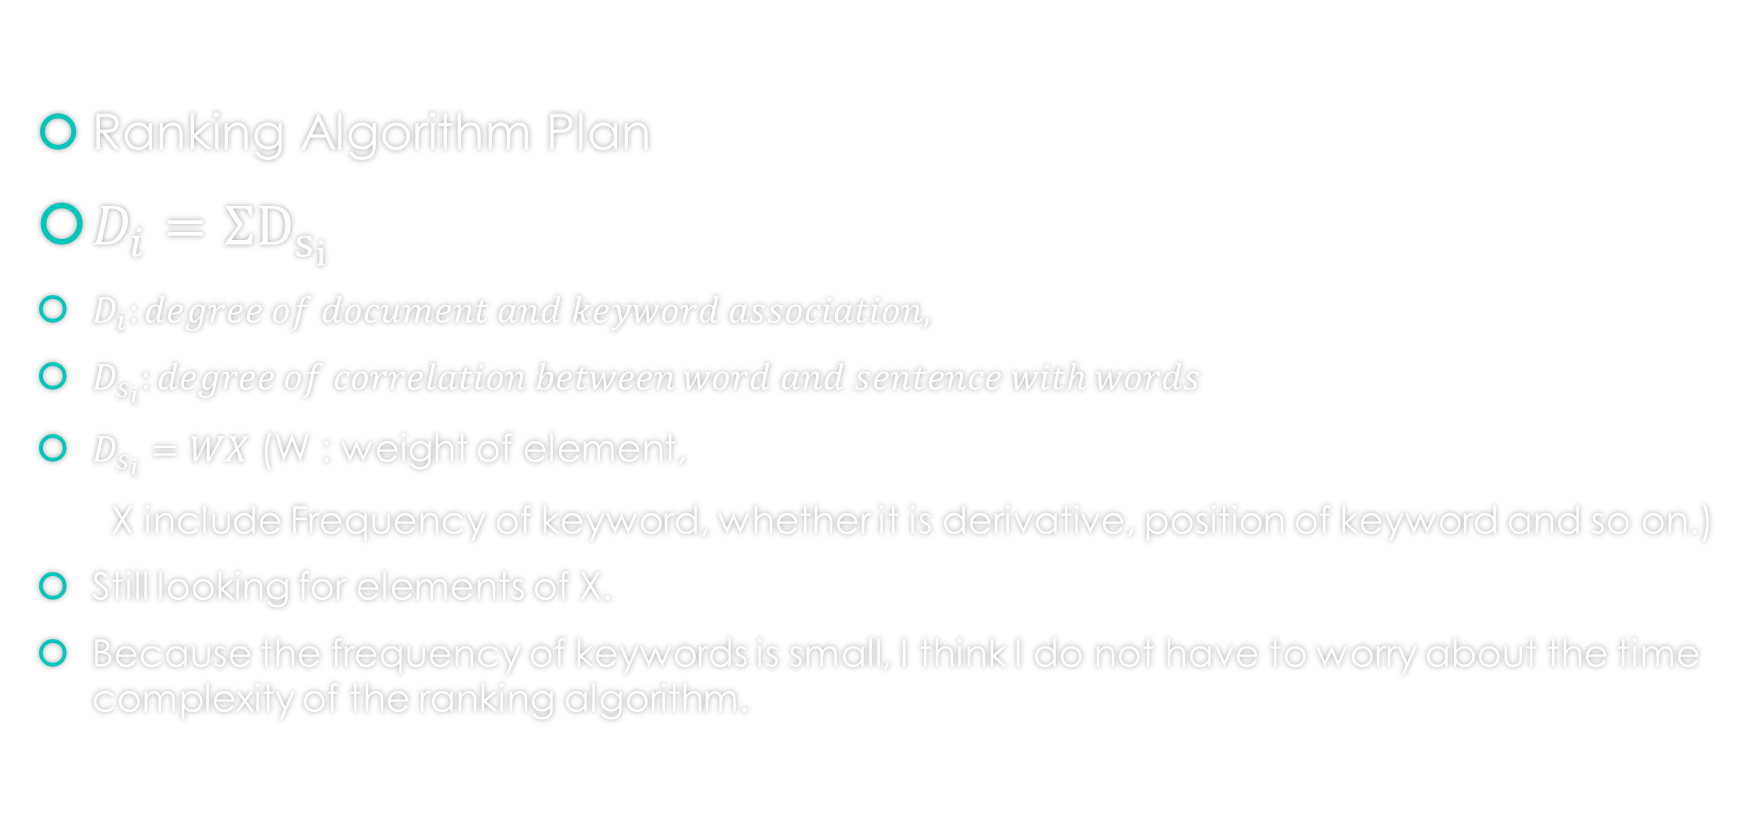 Ranking Algorithm Plan
D_i = ΣD_{s_i}
D_i: degree of document and keyword association,
D_{s_i}: degree of correlation between word and sentence with words
D_{s_i} = WX (W : weight of element,
X include Frequency of keyword, whether it is derivative, position of keyword and so on.)
Still looking for elements of X.
Because the frequency of keywords is small, I think I do not have to worry about the time
complexity of the ranking algorithm.